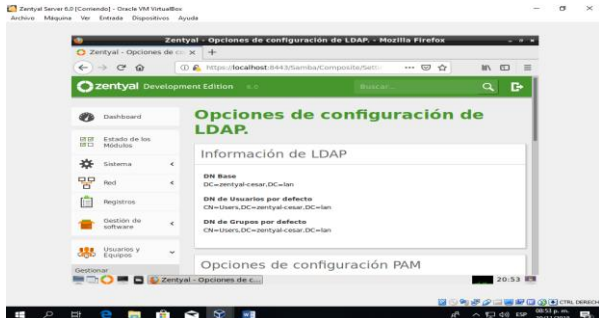 Zentyal Server 6.0 [Corriendo] - Oracle VM VirtualBox
Archivo Máquina Ver Entrada Dispositivos Ayuda
Zentyal - Opciones de configuración de LDAP. - Mozilla Firefox
Zentyal - Opciones de co
https://localhost:8443/Samba/Composite/Sett
zentyal Development Edition 6.0
Buscar...
Dashboard
Estado de los Módulos
Sistema
Red
Registros
Gestión de software
Usuarios y Equipos
Gestionar
Opciones de configuración de
LDAP.
Información de LDAP
DN Base
DC=zentyal-cesar,DC=lan
DN de Usuarios por defecto
CN=Users,DC=zentyal-cesar,DC=lan
DN de Grupos por defecto
CN=Users,DC=zentyal-cesar,DC=lan
Opciones de configuración PAM
Zentyal - Opciones de c...
20:53
CTRL DERECHA
ESP
08:53 p. m.